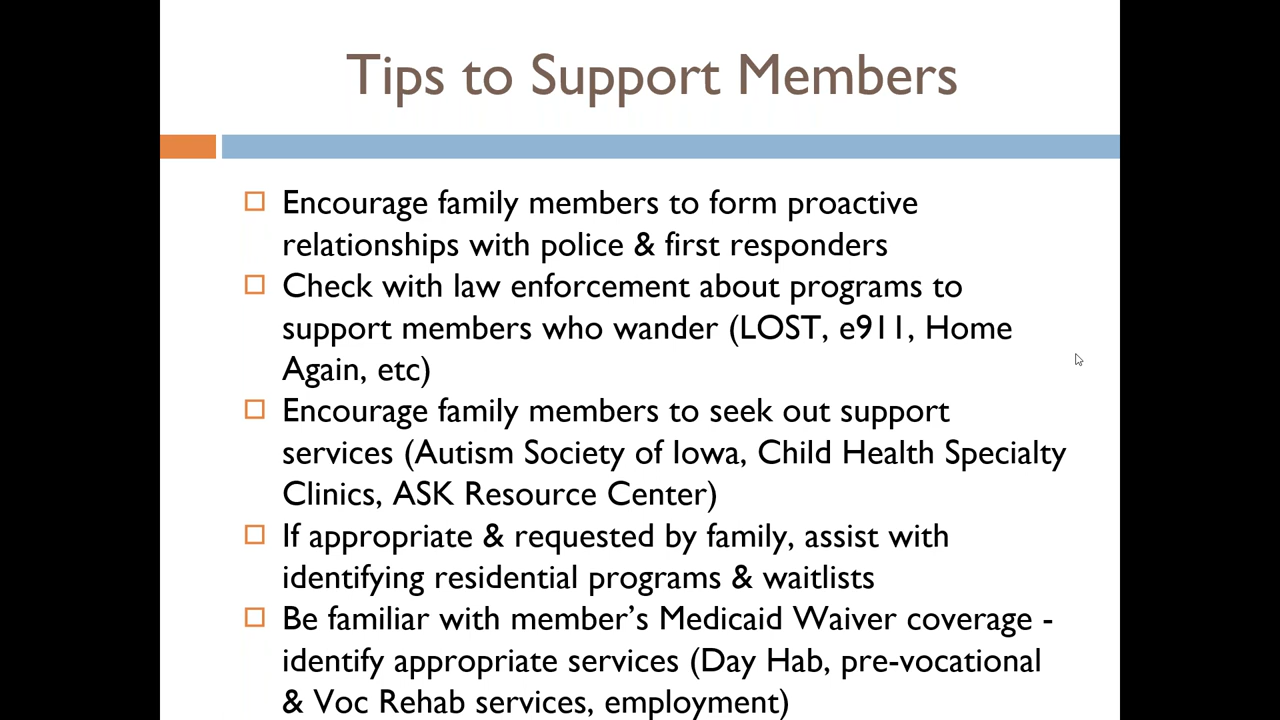 Tips to Support Members
Encourage family members to form proactive
relationships with police & first responders
Check with law enforcement about programs to
support members who wander (LOST, e911, Home
Again, etc)
Encourage family members to seek out support
services (Autism Society of Iowa, Child Health Specialty
Clinics, ASK Resource Center)
If appropriate & requested by family, assist with
identifying residential programs & waitlists
Be familiar with member’s Medicaid Waiver coverage -
identify appropriate services (Day Hab, pre-vocational
& Voc Rehab services, employment)